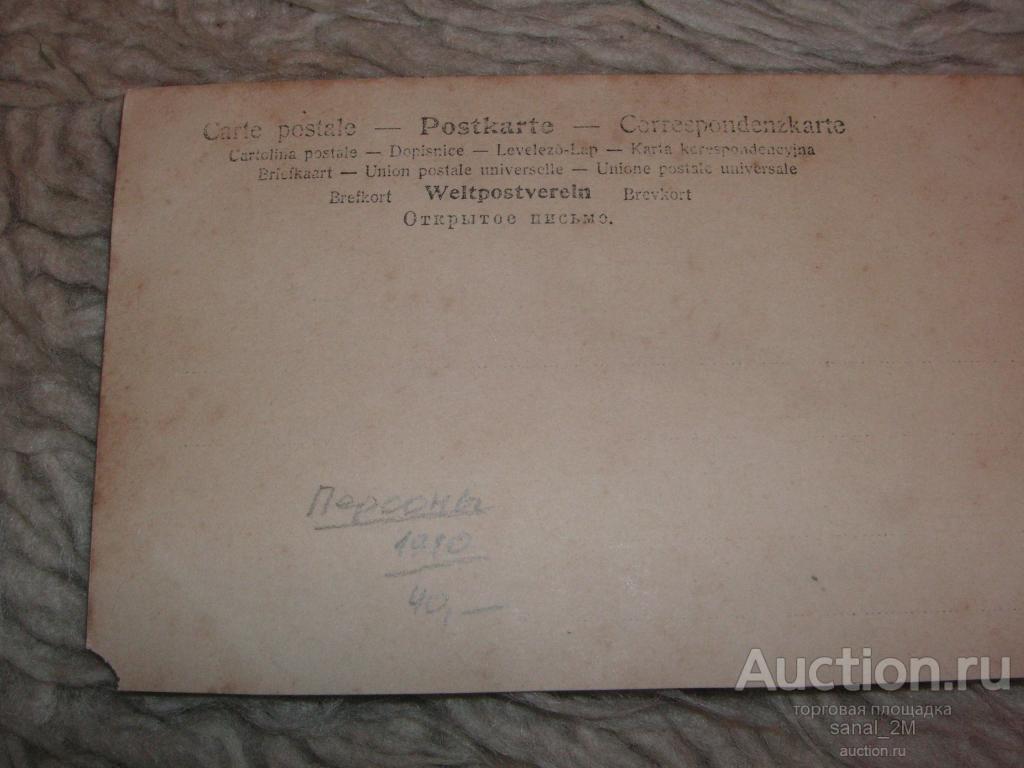 Carte postale — Postkarte — Correspondenzkarte
Cartolina postale — Dopisnice — Levelezö-Lap — Karta korespondencyjna
Briefkaart — Union postale universelle — Unione postale universale
Brefkort Weltpostverein Brevkort
Открытое письмо.
Персоны
1910
40,—
Auction.ru
торговая площадка
sanal_2M
auction.ru